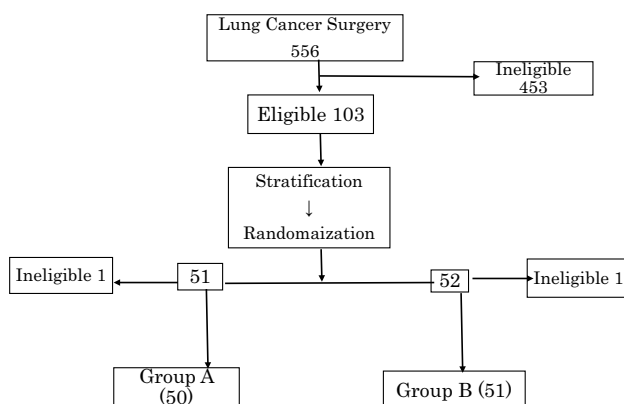 Lung Cancer Surgery
556
Ineligible
453
Eligible 103
Stratification
↓
Randomaization
Ineligible 1
51
52
Ineligible 1
Group A
(50)
Group B (51)